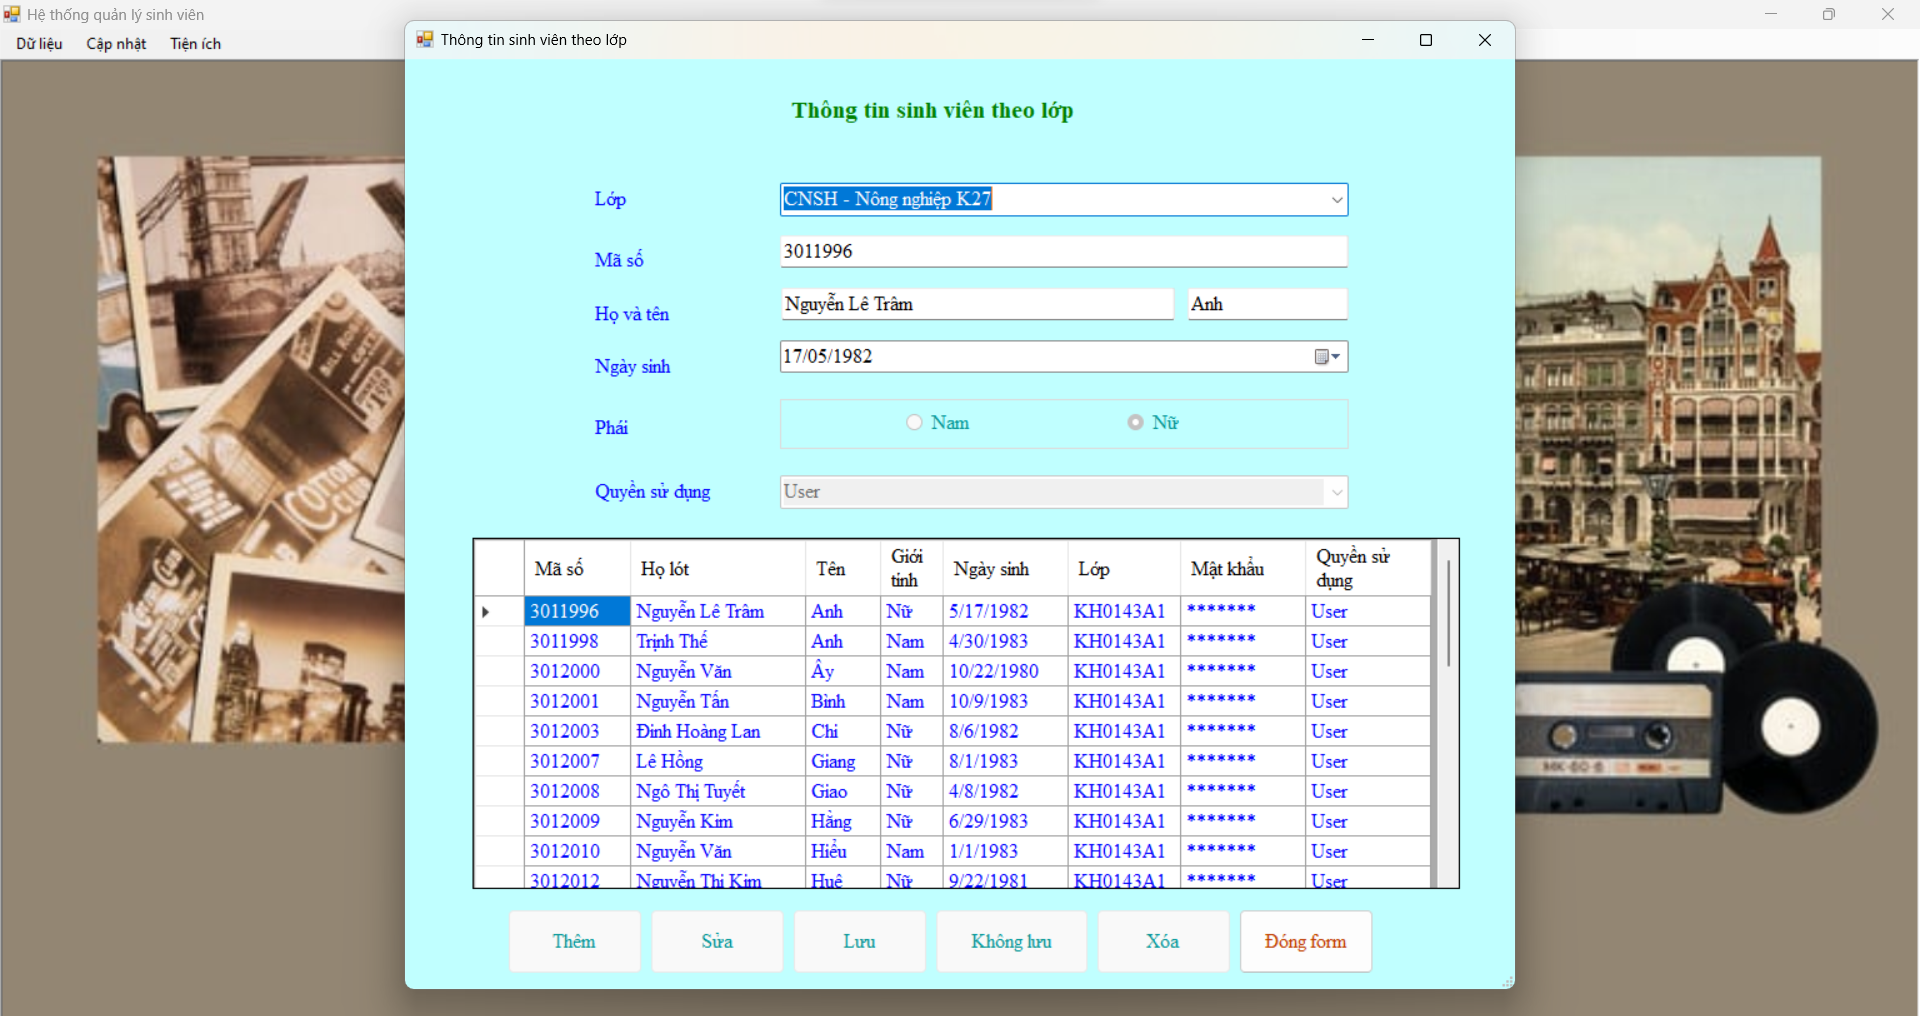 Hệ thống quản lý sinh viên
Dữ liệu Cập nhật Tiện ích
Thông tin sinh viên theo lớp
Thông tin sinh viên theo lớp
Lớp CNSH - Nông nghiệp K27
Mã số 3011996
Họ và tên Nguyễn Lê Trâm Anh
Ngày sinh 17/05/1982
Phái Nam Nữ
Quyền sử dụng User
Mã số Họ lót Tên Giới tính Ngày sinh Lớp Mật khẩu Quyền sử dụng
3011996 Nguyễn Lê Trâm Anh Nữ 5/17/1982 KH0143A1 ******* User
3011998 Trịnh Thế Anh Nam 4/30/1983 KH0143A1 ******* User
3012000 Nguyễn Văn Ây Nam 10/22/1980 KH0143A1 ******* User
3012001 Nguyễn Tấn Bình Nam 10/9/1983 KH0143A1 ******* User
3012003 Đinh Hoàng Lan Chi Nữ 8/6/1982 KH0143A1 ******* User
3012007 Lê Hồng Giang Nữ 8/1/1983 KH0143A1 ******* User
3012008 Ngô Thị Tuyết Giao Nữ 4/8/1982 KH0143A1 ******* User
3012009 Nguyễn Kim Hằng Nữ 6/29/1983 KH0143A1 ******* User
3012010 Nguyễn Văn Hiểu Nam 1/1/1983 KH0143A1 ******* User
3012012 Nguyễn Thị Kim Huê Nữ 9/22/1981 KH0143A1 ******* User
Thêm Sửa Lưu Không lưu Xóa Đóng form
COTTON CLUB